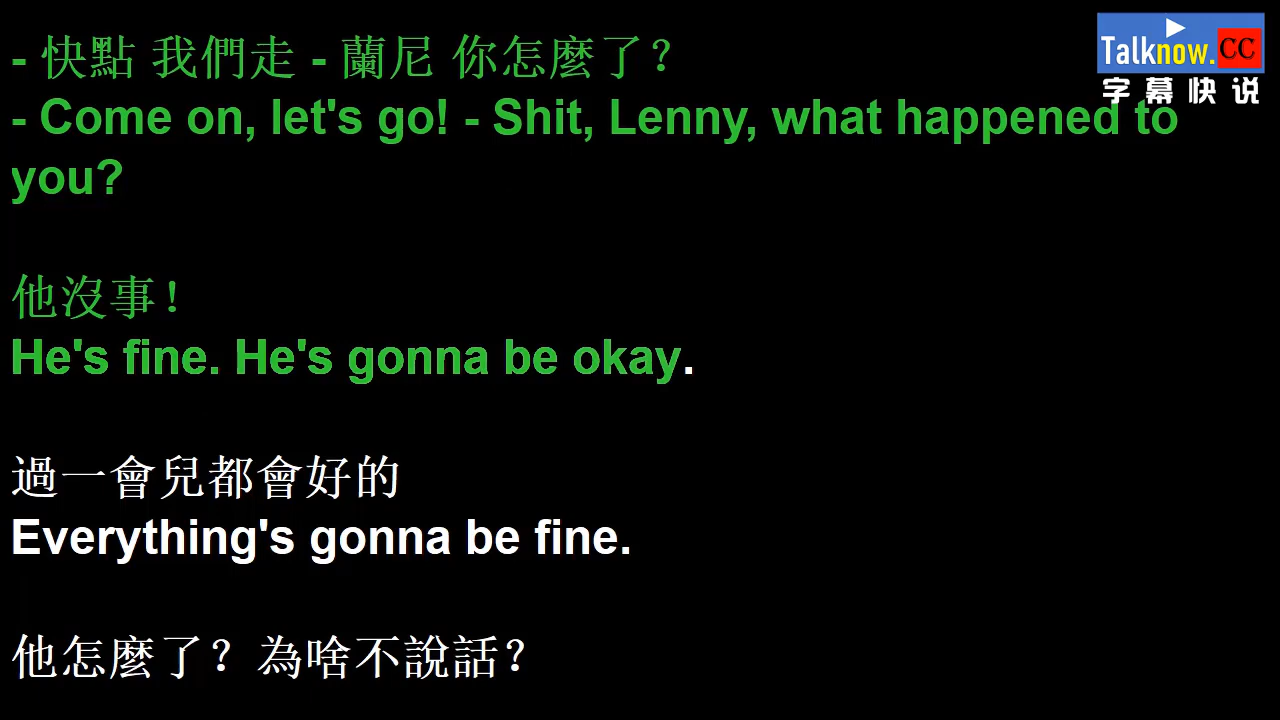 - 快點 我們走 - 蘭尼 你怎麼了？
- Come on, let's go! - Shit, Lenny, what happened to
you?
他沒事！
He's fine. He's gonna be okay.
過一會兒都會好的
Everything's gonna be fine.
他怎麼了？為啥不說話？
Talknow.CC
字幕快说